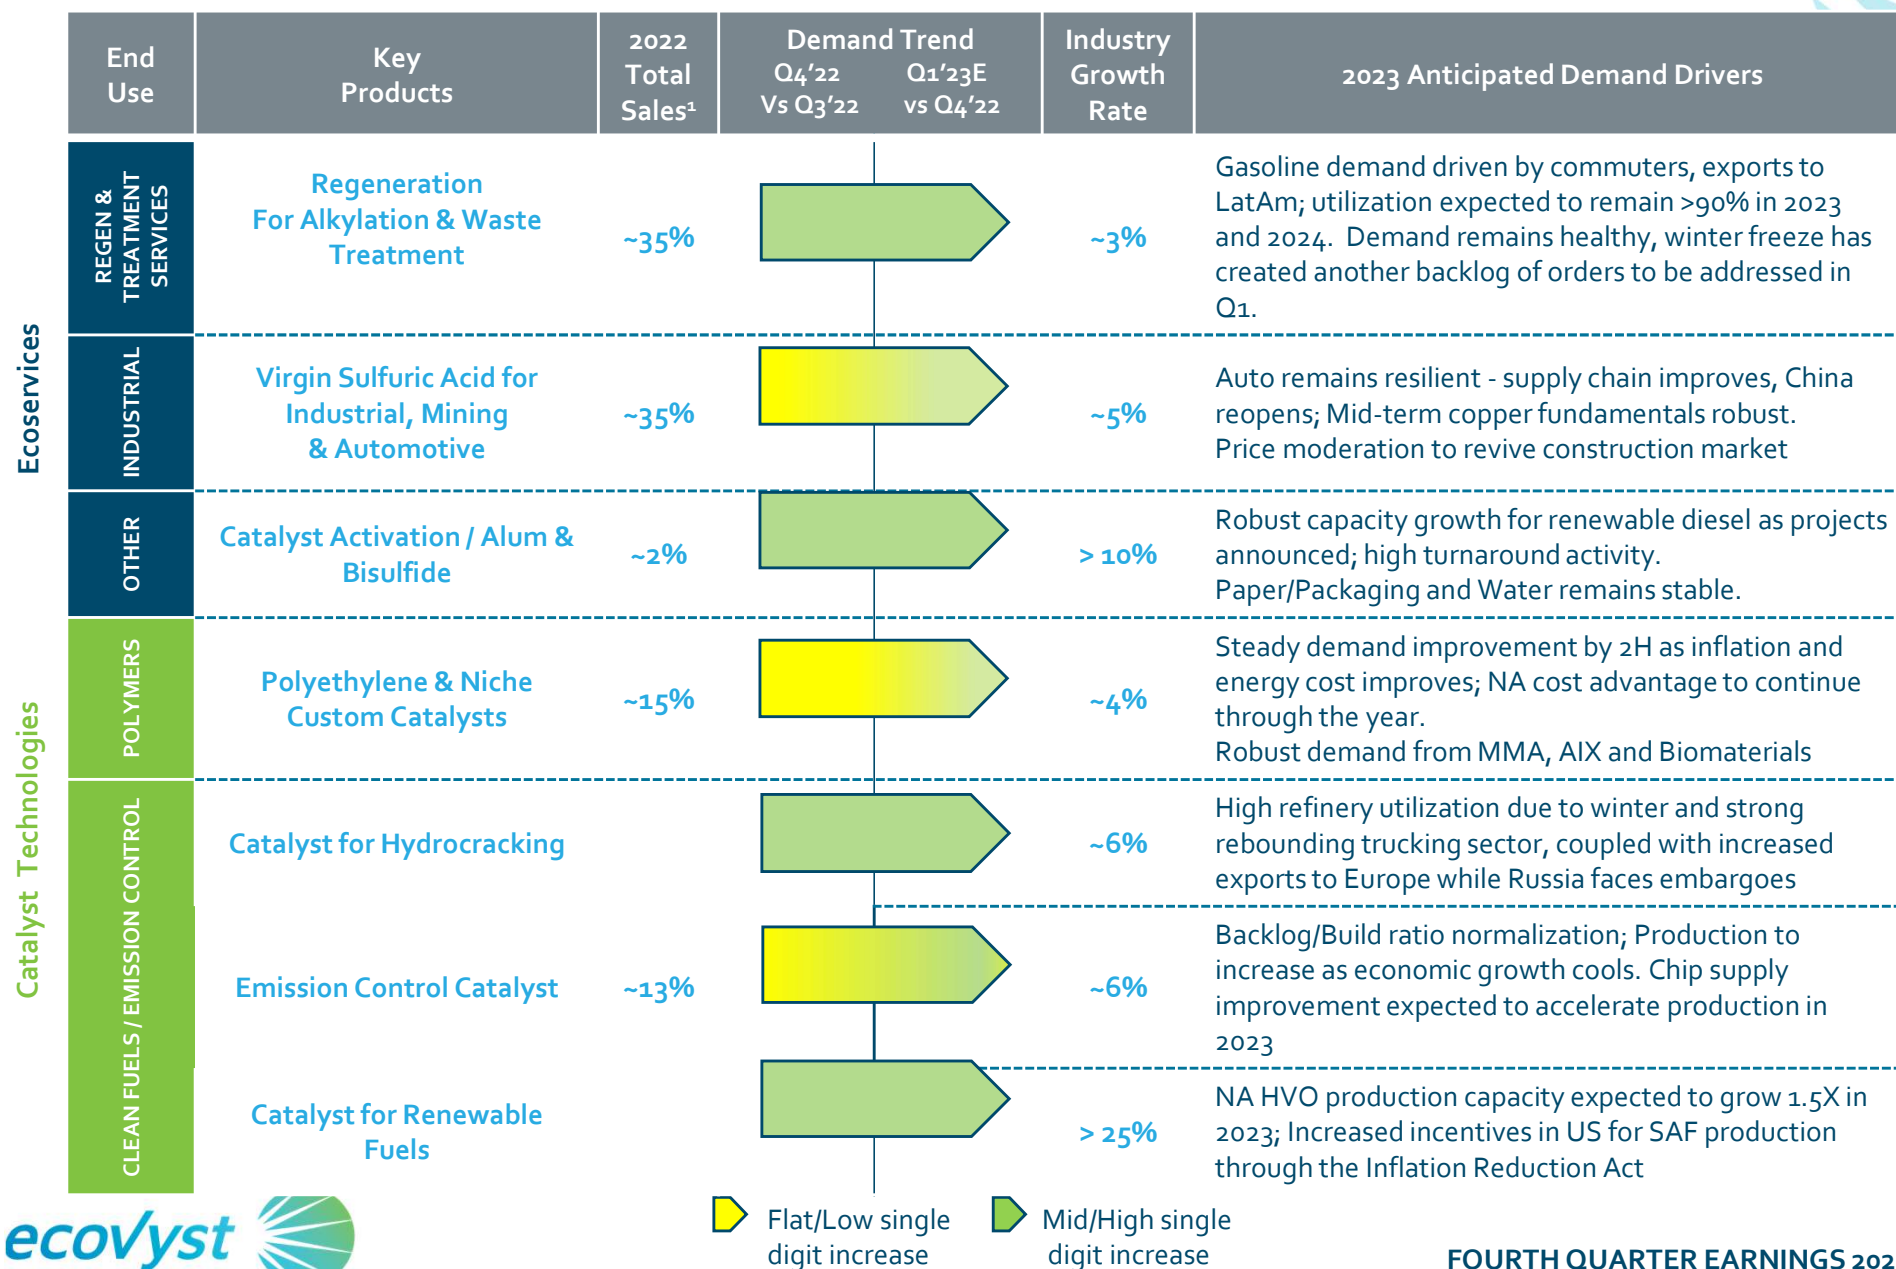 End
Use
Key
Products
2022
Total
Sales¹
Demand Trend
Q4’22
Vs Q3’22
Q1’23E
vs Q4’22
Industry
Growth
Rate
2023 Anticipated Demand Drivers
Ecoservices
REGEN &
TREATMENT
SERVICES
Regeneration
For Alkylation & Waste
Treatment
~35%
~3%
Gasoline demand driven by commuters, exports to
LatAm; utilization expected to remain >90% in 2023
and 2024. Demand remains healthy, winter freeze has
created another backlog of orders to be addressed in
Q1.
INDUSTRIAL
Virgin Sulfuric Acid for
Industrial, Mining
& Automotive
~35%
~5%
Auto remains resilient - supply chain improves, China
reopens; Mid-term copper fundamentals robust.
Price moderation to revive construction market
OTHER
Catalyst Activation / Alum &
Bisulfide
~2%
> 10%
Robust capacity growth for renewable diesel as projects
announced; high turnaround activity.
Paper/Packaging and Water remains stable.
Catalyst Technologies
POLYMERS
Polyethylene & Niche
Custom Catalysts
~15%
~4%
Steady demand improvement by 2H as inflation and
energy cost improves; NA cost advantage to continue
through the year.
Robust demand from MMA, AIX and Biomaterials
CLEAN FUELS / EMISSION CONTROL
Catalyst for Hydrocracking
~6%
High refinery utilization due to winter and strong
rebounding trucking sector, coupled with increased
exports to Europe while Russia faces embargoes
Emission Control Catalyst
~13%
~6%
Backlog/Build ratio normalization; Production to
increase as economic growth cools. Chip supply
improvement expected to accelerate production in
2023
Catalyst for Renewable
Fuels
> 25%
NA HVO production capacity expected to grow 1.5X in
2023; Increased incentives in US for SAF production
through the Inflation Reduction Act
ecovyst
Flat/Low single
digit increase
Mid/High single
digit increase
FOURTH QUARTER EARNINGS 202